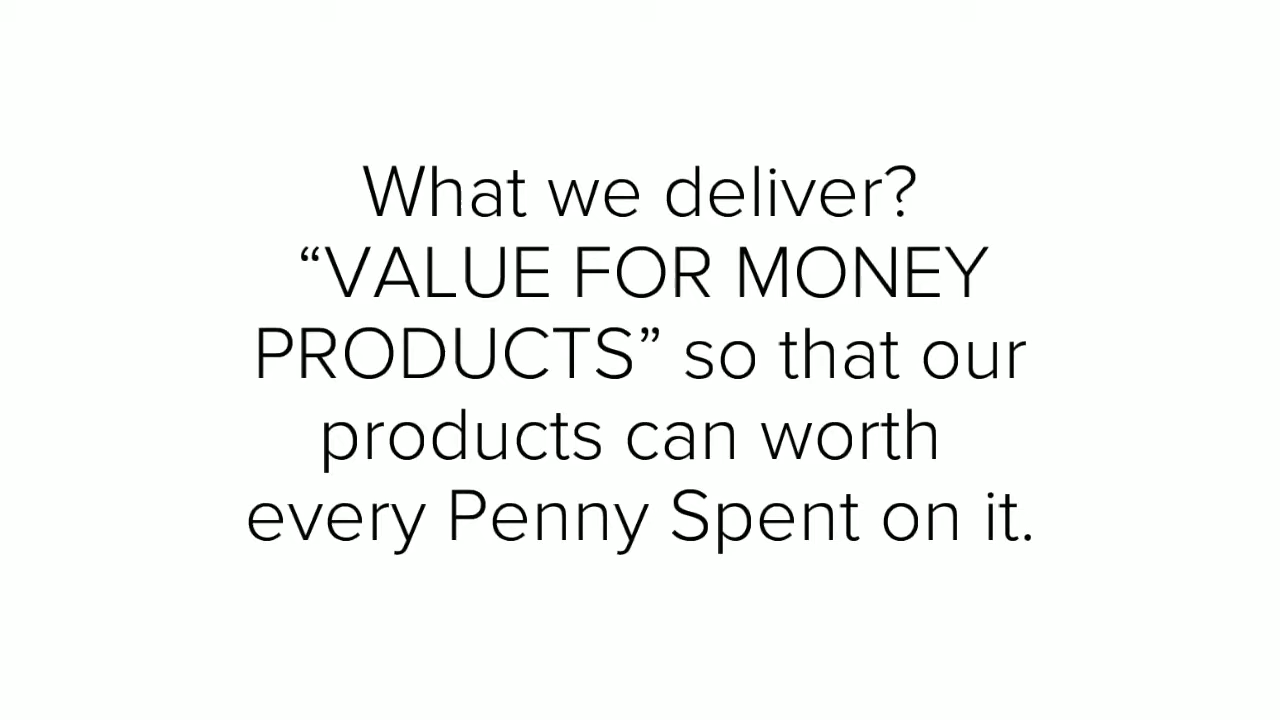 What we deliver?
“VALUE FOR MONEY
PRODUCTS” so that our
products can worth
every Penny Spent on it.